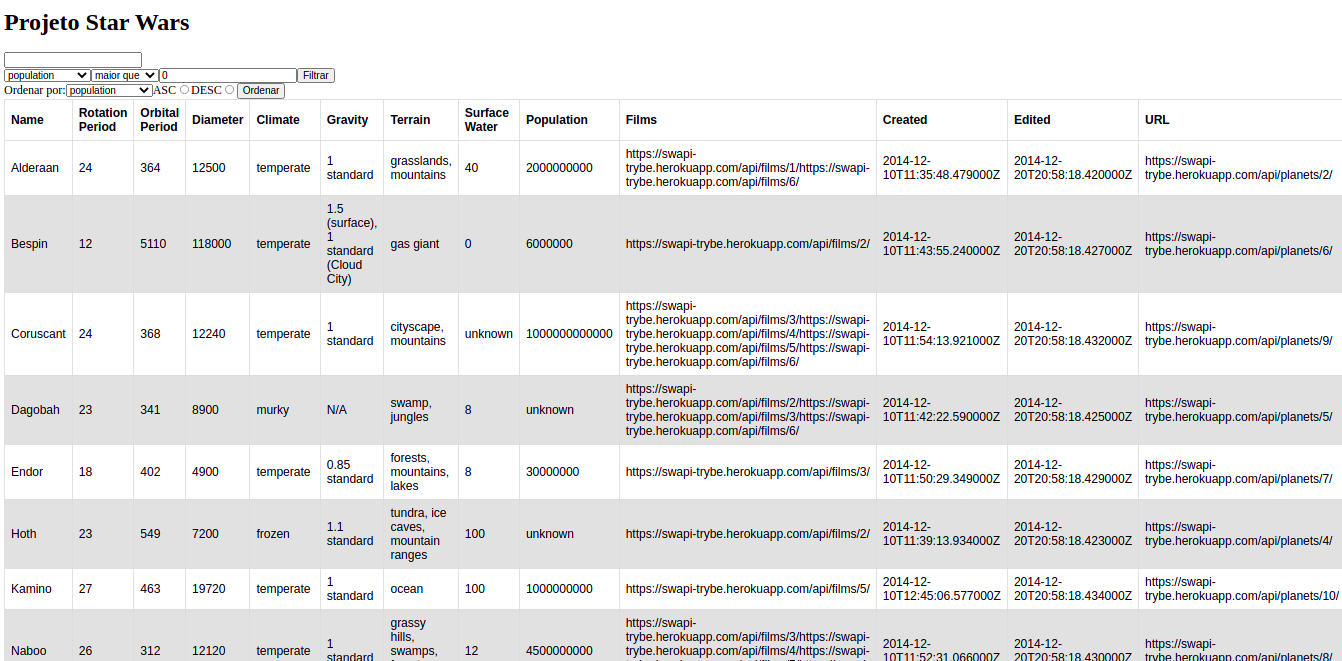 Projeto Star Wars
population maior que 0 Filtrar
Ordenar por: population ASC DESC Ordenar
Name Rotation Period Orbital Period Diameter Climate Gravity Terrain Surface Water Population Films Created Edited URL
Alderaan 24 364 12500 temperate 1 standard grasslands, mountains 40 2000000000 https://swapi-trybe.herokuapp.com/api/films/1/https://swapi-trybe.herokuapp.com/api/films/6/ 2014-12-10T11:35:48.479000Z 2014-12-20T20:58:18.420000Z https://swapi-trybe.herokuapp.com/api/planets/2/
Bespin 12 5110 118000 temperate 1.5 (surface), 1 standard (Cloud City) gas giant 0 6000000 https://swapi-trybe.herokuapp.com/api/films/2/ 2014-12-10T11:43:55.240000Z 2014-12-20T20:58:18.427000Z https://swapi-trybe.herokuapp.com/api/planets/6/
Coruscant 24 368 12240 temperate 1 standard cityscape, mountains unknown 1000000000000 https://swapi-trybe.herokuapp.com/api/films/3/https://swapi-trybe.herokuapp.com/api/films/4/https://swapi-trybe.herokuapp.com/api/films/5/https://swapi-trybe.herokuapp.com/api/films/6/ 2014-12-10T11:54:13.921000Z 2014-12-20T20:58:18.432000Z https://swapi-trybe.herokuapp.com/api/planets/9/
Dagobah 23 341 8900 murky N/A swamp, jungles 8 unknown https://swapi-trybe.herokuapp.com/api/films/2/https://swapi-trybe.herokuapp.com/api/films/3/https://swapi-trybe.herokuapp.com/api/films/6/ 2014-12-10T11:42:22.590000Z 2014-12-20T20:58:18.425000Z https://swapi-trybe.herokuapp.com/api/planets/5/
Endor 18 402 4900 temperate 0.85 standard forests, mountains, lakes 8 30000000 https://swapi-trybe.herokuapp.com/api/films/3/ 2014-12-10T11:50:29.349000Z 2014-12-20T20:58:18.429000Z https://swapi-trybe.herokuapp.com/api/planets/7/
Hoth 23 549 7200 frozen 1.1 standard tundra, ice caves, mountain ranges 100 unknown https://swapi-trybe.herokuapp.com/api/films/2/ 2014-12-10T11:39:13.934000Z 2014-12-20T20:58:18.423000Z https://swapi-trybe.herokuapp.com/api/planets/4/
Kamino 27 463 19720 temperate 1 standard ocean 100 1000000000 https://swapi-trybe.herokuapp.com/api/films/5/ 2014-12-10T12:45:06.577000Z 2014-12-20T20:58:18.434000Z https://swapi-trybe.herokuapp.com/api/planets/10/
Naboo 26 312 12120 temperate 1 standard grassy hills, swamps, 12 4500000000 https://swapi-trybe.herokuapp.com/api/films/3/https://swapi-trybe.herokuapp.com/api/films/4/https://swapi- 2014-12-10T11:52:31.066000Z 2014-12-20T20:58:18.430000Z https://swapi-trybe.herokuapp.com/api/planets/8/